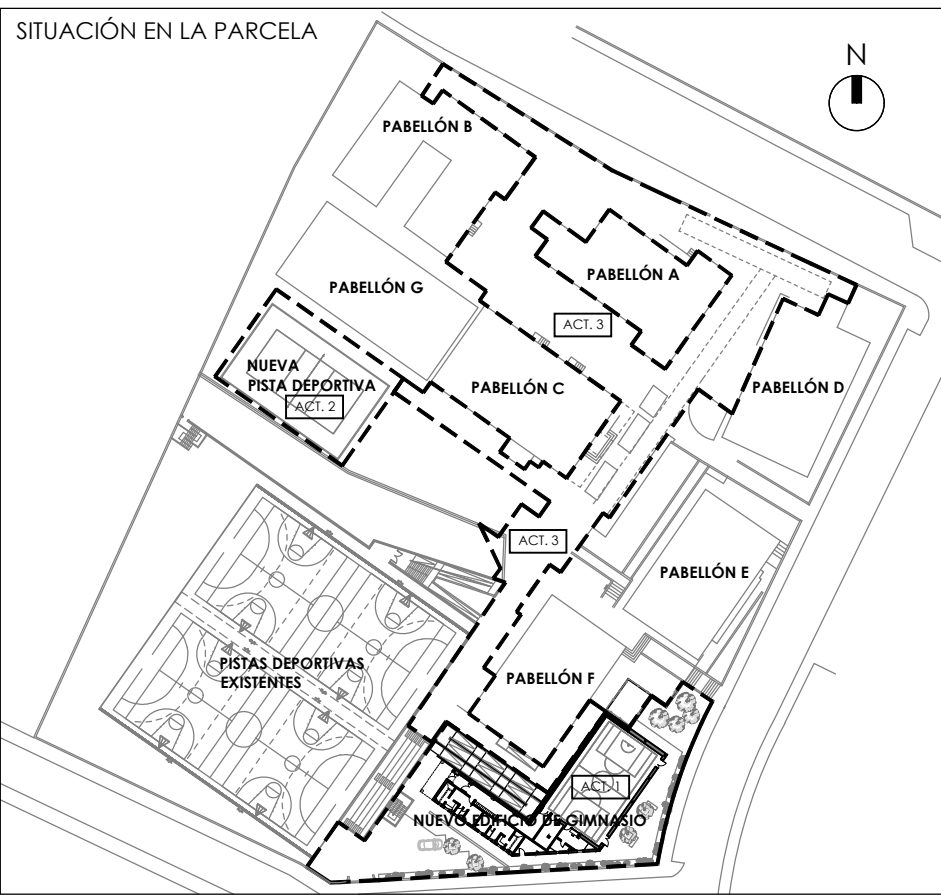 SITUACIÓN EN LA PARCELA
N
PABELLÓN B
PABELLÓN A
PABELLÓN G
ACT. 3
NUEVA
PISTA DEPORTIVA
ACT. 2
PABELLÓN C
PABELLÓN D
ACT. 3
PABELLÓN E
PISTAS DEPORTIVAS
EXISTENTES
PABELLÓN F
ACT. 1
NUEVO EDIFICIO DE GIMNASIO